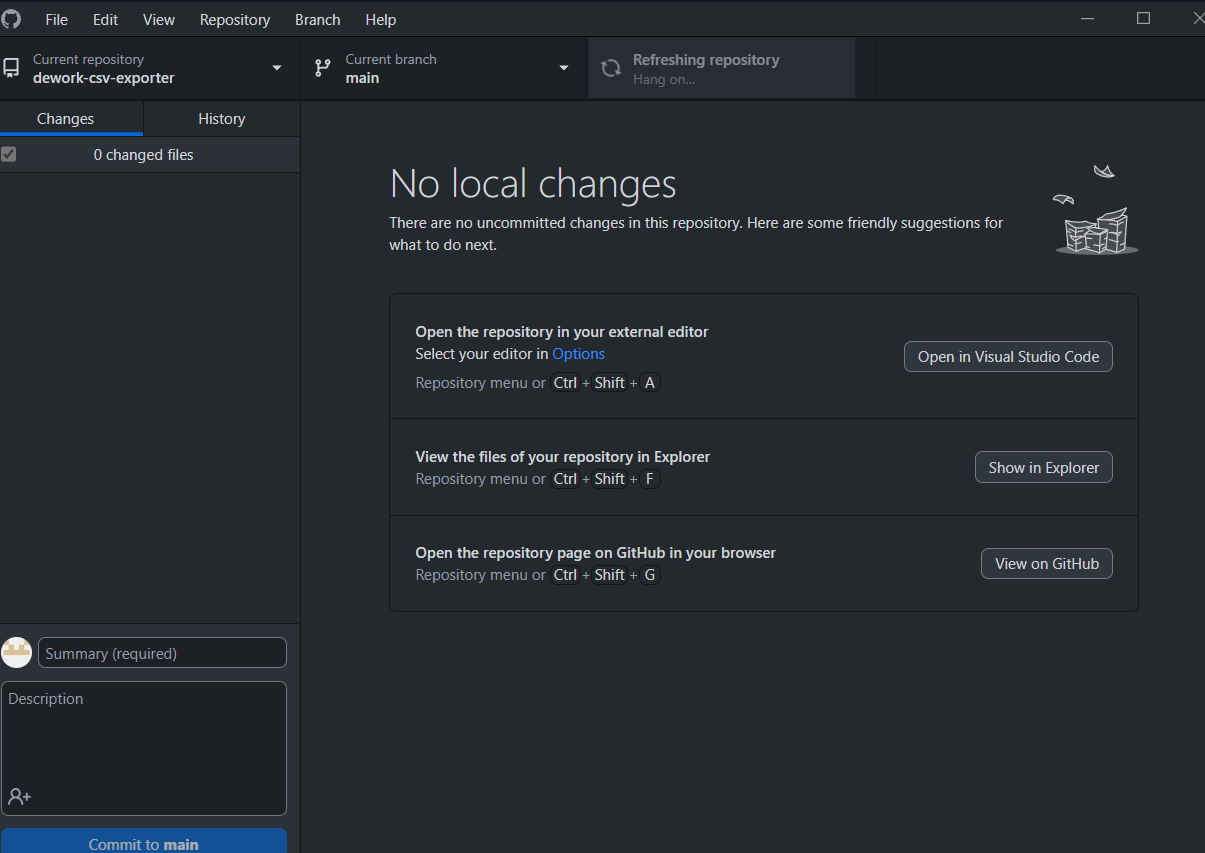 File Edit View Repository Branch Help
Current repository
dework-csv-exporter
Current branch
main
Refreshing repository
Hang on...
Changes
History
0 changed files
No local changes
There are no uncommitted changes in this repository. Here are some friendly suggestions for
what to do next.
Open the repository in your external editor
Select your editor in Options
Repository menu or Ctrl + Shift + A
Open in Visual Studio Code
View the files of your repository in Explorer
Repository menu or Ctrl + Shift + F
Show in Explorer
Open the repository page on GitHub in your browser
Repository menu or Ctrl + Shift + G
View on GitHub
Summary (required)
Description
Commit to main